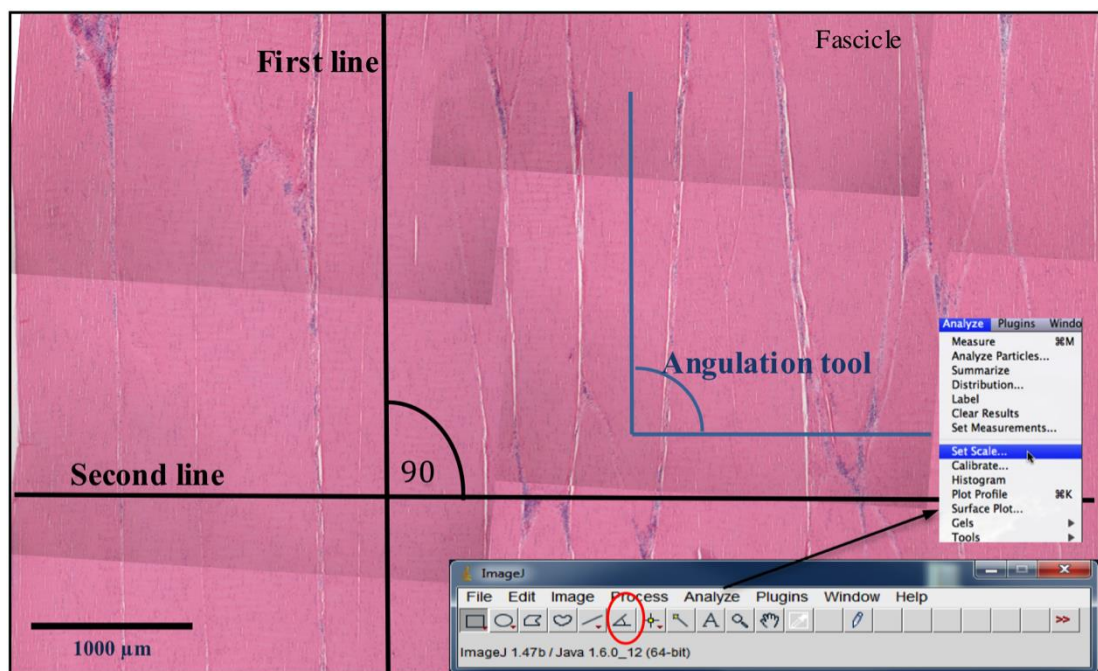 Fascicle
First line
Angulation tool
Second line
90
1000 µm
Analyze Plugins Windo
Measure ⌘M
Analyze Particles...
Summarize
Distribution...
Label
Clear Results
Set Measurements...
Set Scale...
Calibrate...
Histogram
Plot Profile ⌘K
Surface Plot...
Gels
Tools
ImageJ
File Edit Image Process Analyze Plugins Window Help
A
>>
ImageJ 1.47b / Java 1.6.0_12 (64-bit)